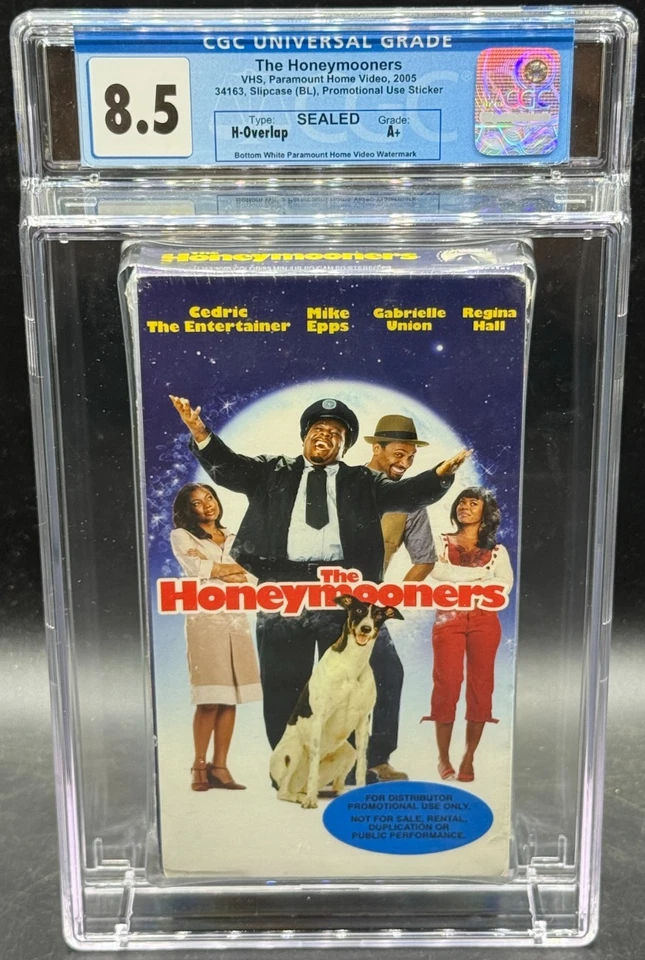 CGC UNIVERSAL GRADE
8.5
The Honeymooners
VHS, Paramount Home Video, 2005
34163, Slipcase (BL), Promotional Use Sticker
Type: SEALED Grade:
H-Overlap A+
Bottom White Paramount Home Video Watermark
CGC
Honeymooners
Cedric The Entertainer
Mike Epps
Gabrielle Union
Regina Hall
The
Honeymooners
FOR DISTRIBUTOR
PROMOTIONAL USE ONLY.
NOT FOR SALE, RENTAL,
DUPLICATION OR
PUBLIC PERFORMANCE.